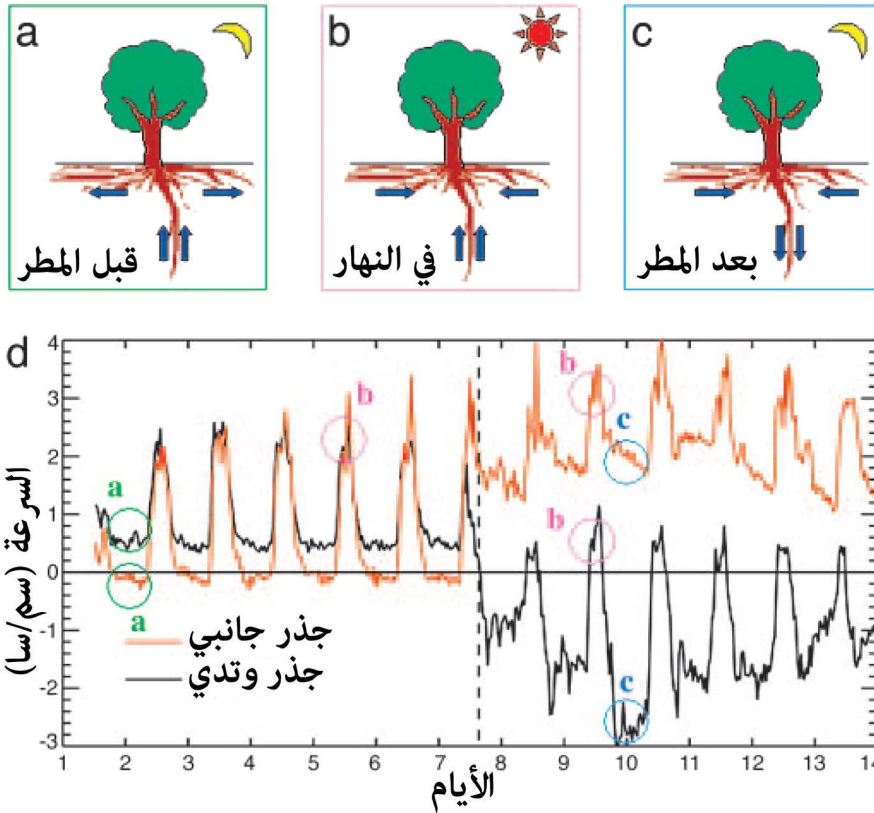 a
b
c
قبل المطر
في النهار
بعد المطر
d
السرعة (سم/سا)
4
3
2
1
0
-1
-2
-3
b
b
c
a
b
a
c
جذر جانبي
جذر وتدي
1 2 3 4 5 6 7 8 9 10 11 12 13 14
الأيام